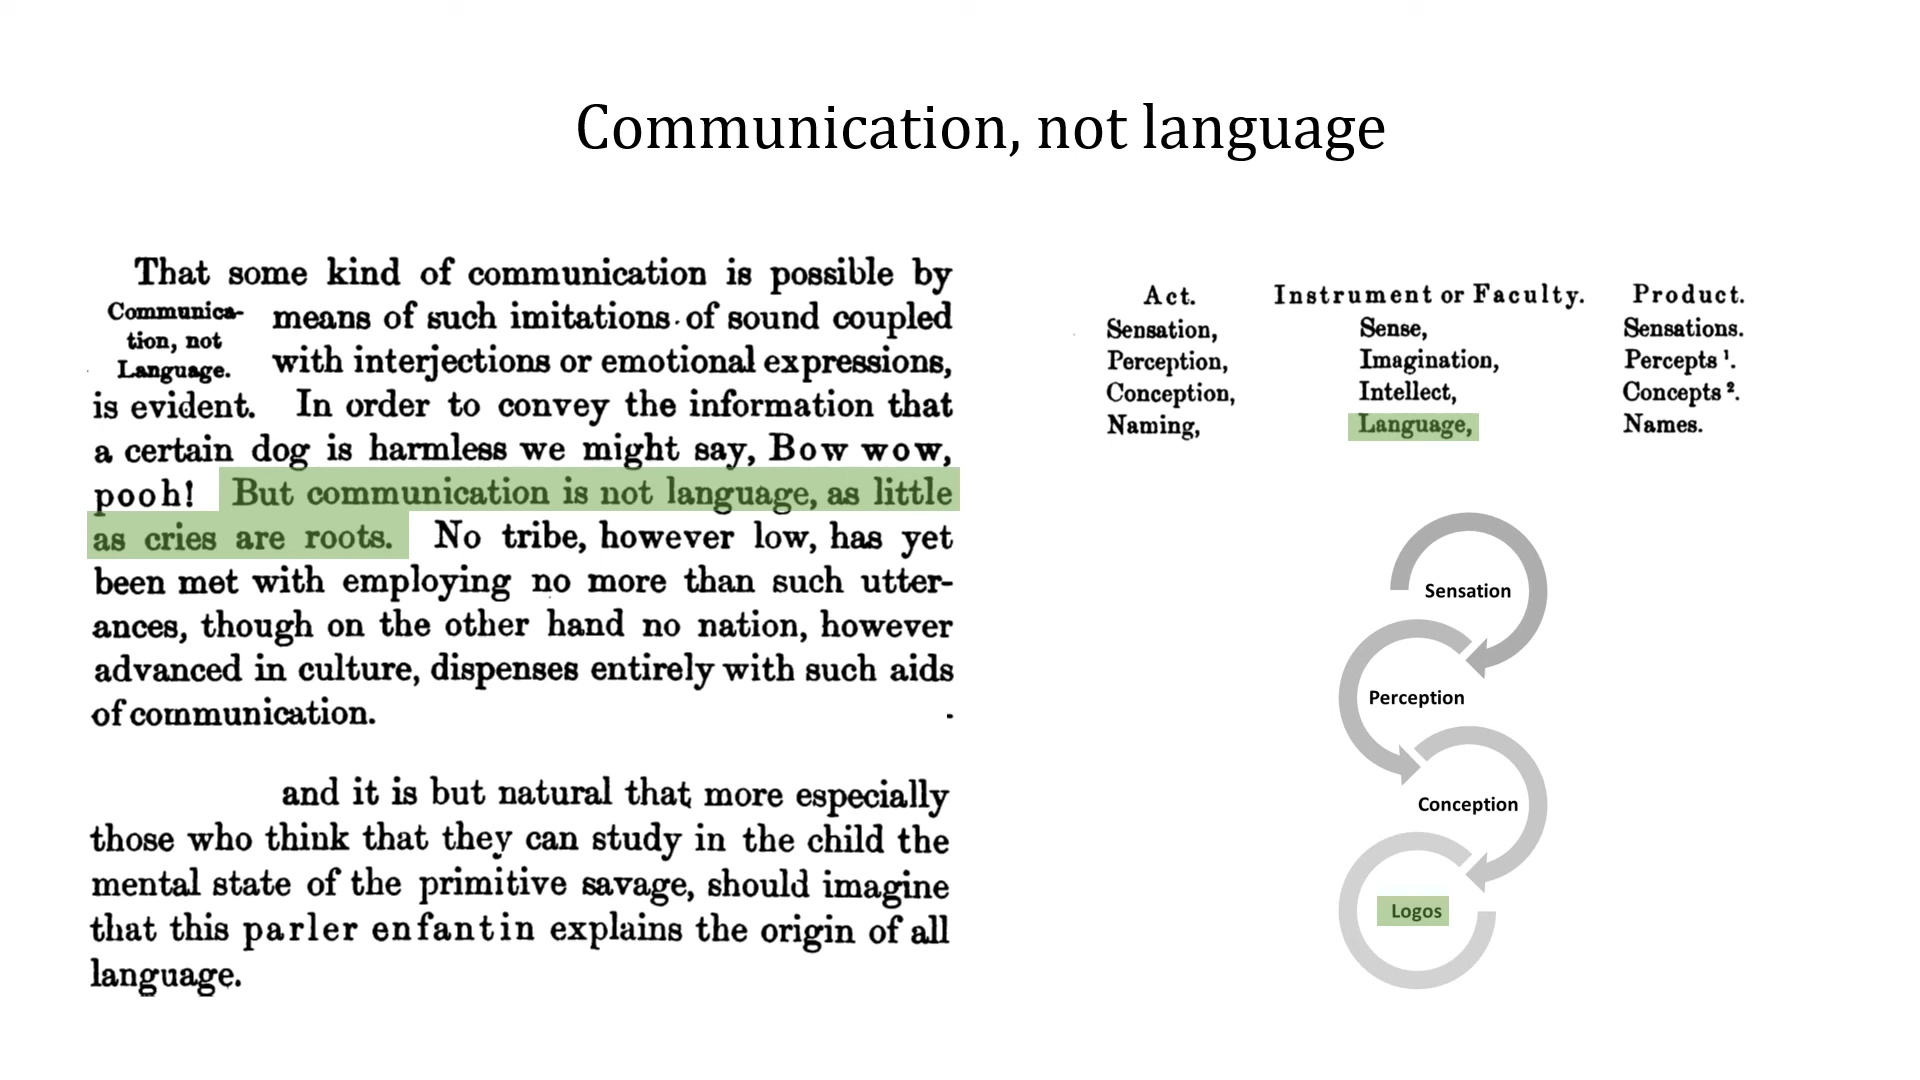 Communication, not language
That some kind of communication is possible by
Communica-
tion, not
Language.
means of such imitations of sound coupled
with interjections or emotional expressions,
is evident. In order to convey the information that
a certain dog is harmless we might say, Bow wow,
pooh! But communication is not language, as little
as cries are roots. No tribe, however low, has yet
been met with employing no more than such utter-
ances, though on the other hand no nation, however
advanced in culture, dispenses entirely with such aids
of communication.
and it is but natural that more especially
those who think that they can study in the child the
mental state of the primitive savage, should imagine
that this parler enfantin explains the origin of all
language.
Act. Instrument or Faculty. Product.
Sensation, Sense, Sensations.
Perception, Imagination, Percepts ¹.
Conception, Intellect, Concepts ².
Naming, Language, Names.
Sensation
Perception
Conception
Logos